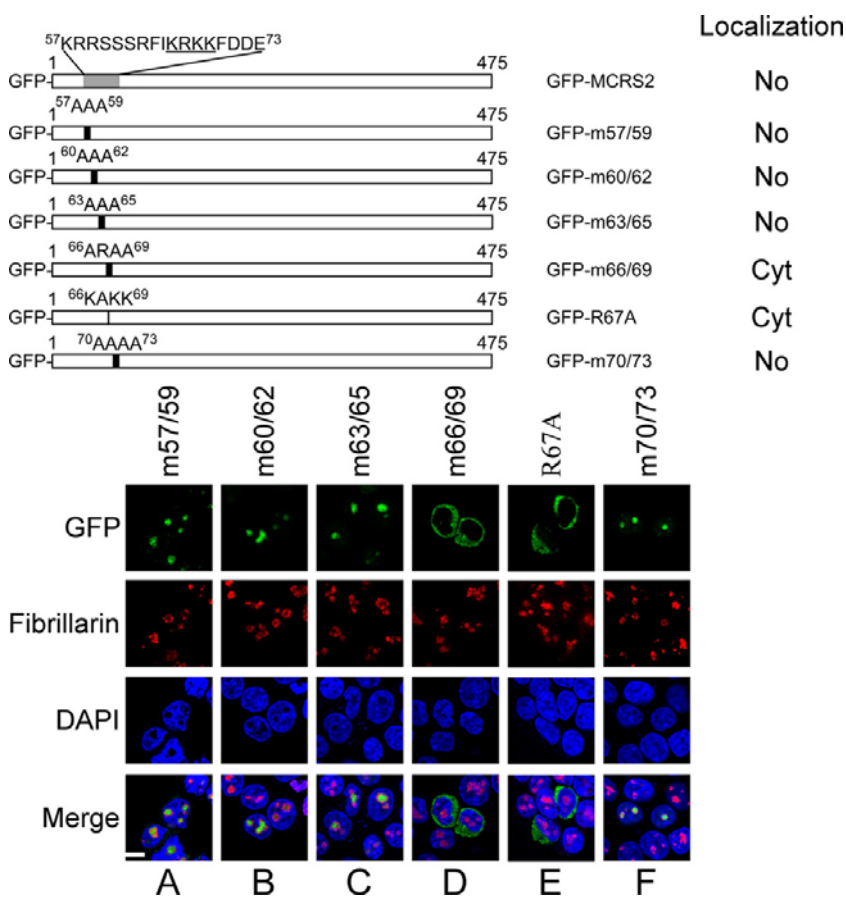 Localization
57KRRSSSRFIKRKKFDDE73
1 475
GFP- GFP-MCRS2 No
57AAA59
1 475
GFP- GFP-m57/59 No
60AAA62
1 475
GFP- GFP-m60/62 No
63AAA65
1 475
GFP- GFP-m63/65 No
66ARAA69
1 475
GFP- GFP-m66/69 Cyt
66KAKK69
1 475
GFP- GFP-R67A Cyt
70AAAA73
1 475
GFP- GFP-m70/73 No
m57/59 m60/62 m63/65 m66/69 R67A m70/73
GFP
Fibrillarin
DAPI
Merge
A B C D E F